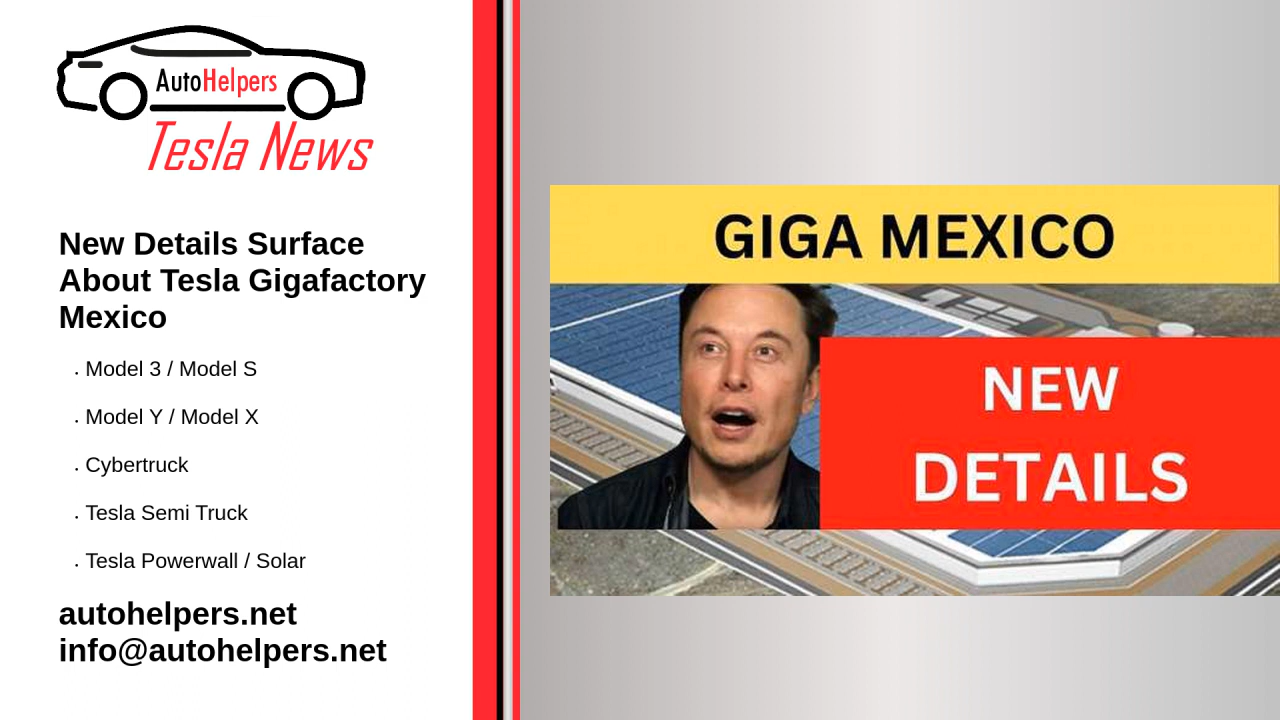 AutoHelpers
Tesla News
New Details Surface
About Tesla Gigafactory
Mexico
· Model 3 / Model S
· Model Y / Model X
· Cybertruck
· Tesla Semi Truck
· Tesla Powerwall / Solar
autohelpers.net
info@autohelpers.net
GIGA MEXICO
NEW
DETAILS